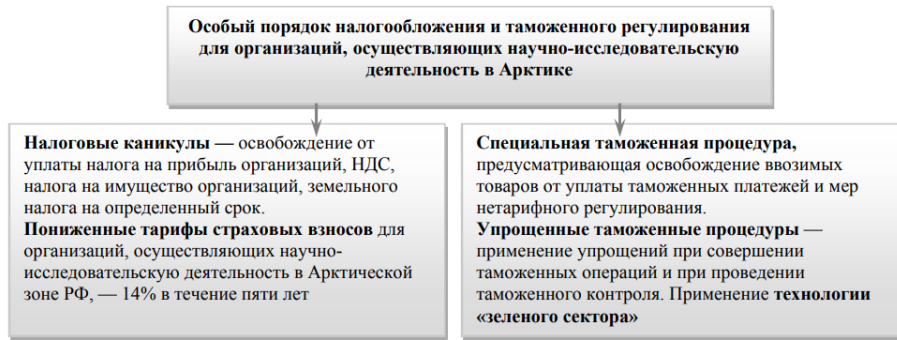 Особый порядок налогообложения и таможенного регулирования
для организаций, осуществляющих научно-исследовательскую
деятельность в Арктике
Налоговые каникулы — освобождение от
уплаты налога на прибыль организаций, НДС,
налога на имущество организаций, земельного
налога на определенный срок.
Пониженные тарифы страховых взносов для
организаций, осуществляющих научно-
исследовательскую деятельность в Арктической
зоне РФ, — 14% в течение пяти лет
Специальная таможенная процедура,
предусматривающая освобождение ввозимых
товаров от уплаты таможенных платежей и мер
нетарифного регулирования.
Упрощенные таможенные процедуры —
применение упрощений при совершении
таможенных операций и при проведении
таможенного контроля. Применение технологии
«зеленого сектора»